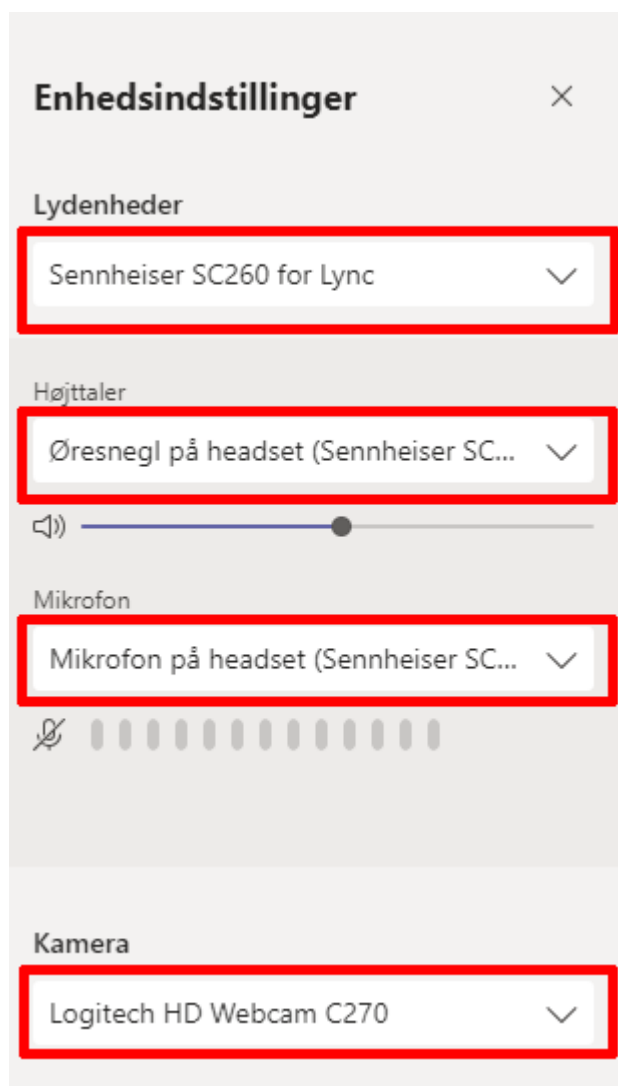 Enhedsindstillinger
Lydenheder
Sennheiser SC260 for Lync
Højttaler
Øresnegl på headset (Sennheiser SC...
Mikrofon
Mikrofon på headset (Sennheiser SC...
Kamera
Logitech HD Webcam C270